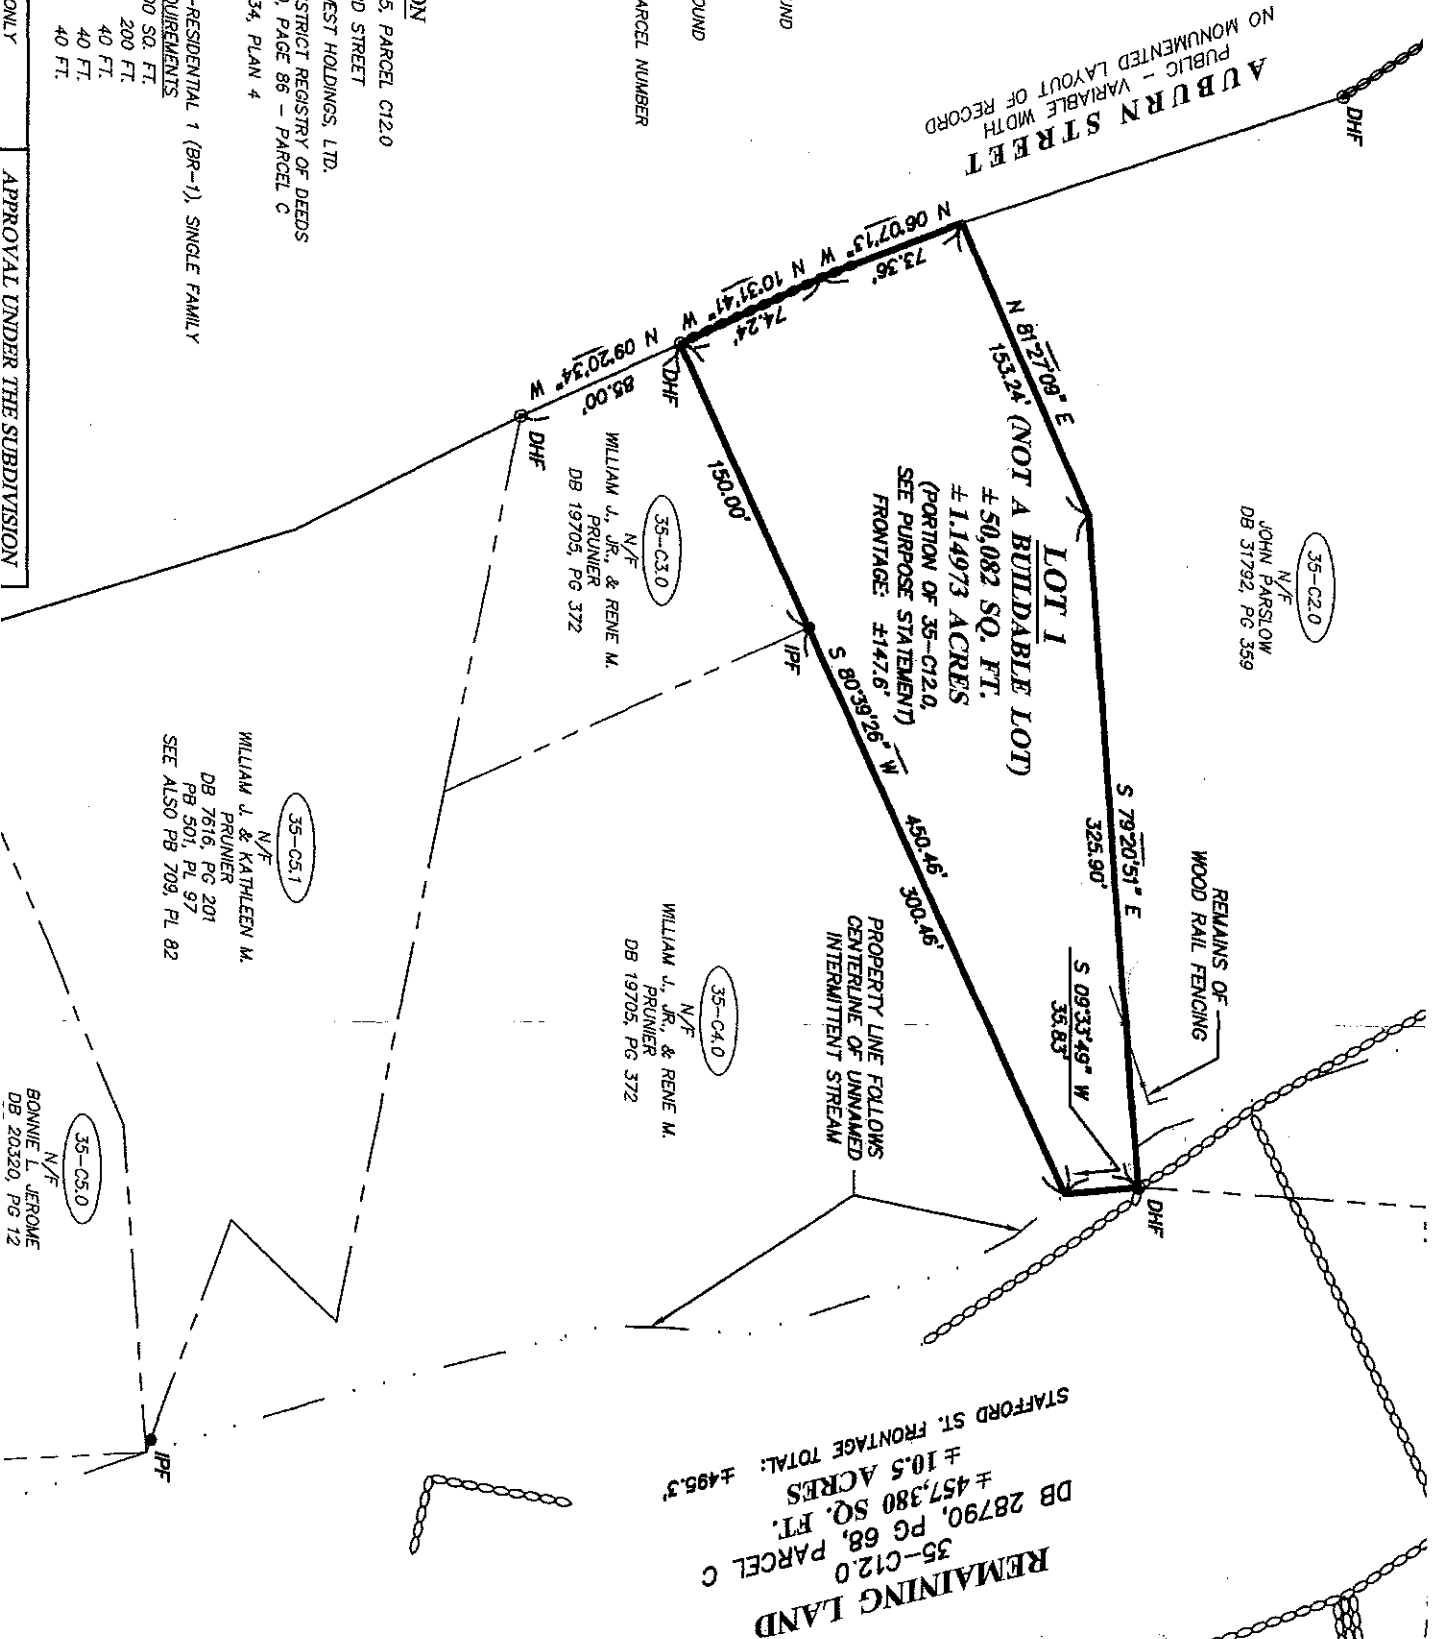 AUBURN STREET
PUBLIC - VARIABLE WIDTH
NO MONUMENTED LAYOUT OF RECORD
DHF
35-C2.0
N/F
JOHN PARSLOW
DB 31792, PG 359
N 06°07'13" W
73.36'
N 10°31'41" W
74.24'
N 09°20'34" W
85.00'
DHF
DHF
N 81°27'09" E
153.24'
LOT 1
(NOT A BUILDABLE LOT)
± 50,082 SQ. FT.
± 1.14973 ACRES
(PORTION OF 35-C12.0,
SEE PURPOSE STATEMENT)
FRONTAGE: ±147.6'
S 79°20'51" E
325.90'
REMAINS OF
WOOD RAIL FENCING
S 09°33'49" W
35.83'
DHF
150.00'
IPF
S 80°39'26" W
450.46'
300.46'
PROPERTY LINE FOLLOWS
CENTERLINE OF UNNAMED
INTERMITTENT STREAM
35-C3.0
N/F
WILLIAM J., JR., & RENE M.
PRUNIER
DB 19705, PG 372
35-C4.0
N/F
WILLIAM J., JR., & RENE M.
PRUNIER
DB 19705, PG 372
35-C5.1
N/F
WILLIAM J. & KATHLEEN M.
PRUNIER
DB 7616, PG 201
PB 501, PL 97
SEE ALSO PB 709, PL 82
35-C5.0
N/F
BONNIE L. JEROME
DB 20320, PG 12
IPF
REMAINING LAND
35-C12.0
DB 28790, PG 68, PARCEL C
± 457,380 SQ. FT.
± 10.5 ACRES
STAFFORD ST. FRONTAGE TOTAL: ±495.3'
UND
OUND
ARCEL NUMBER
ON
5, PARCEL C12.0
D STREET
EST HOLDINGS, LTD.
STRICT REGISTRY OF DEEDS
, PAGE 86 - PARCEL C
34, PLAN 4
-RESIDENTIAL 1 (BR-1), SINGLE FAMILY
QUIREMENTS
00 SQ. FT.
200 FT.
40 FT.
40 FT.
40 FT.
ONLY
APPROVAL UNDER THE SUBDIVISION